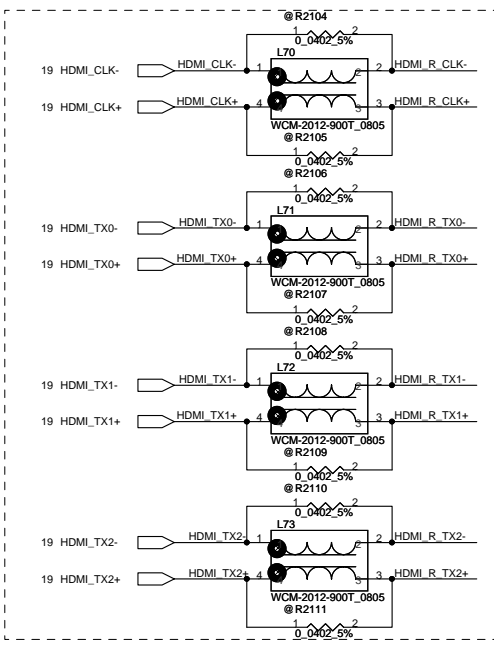 @ R2104
1 2
0_0402_5%
L70
19 HDMI_CLK- HDMI_CLK- 1 2 2 HDMI_R_CLK-
19 HDMI_CLK+ HDMI_CLK+ 4 3 3 HDMI_R_CLK+
WCM-2012-900T_0805
@ R2105
1 2
0_0402_5%
@ R2106
1 2
0_0402_5%
L71
19 HDMI_TX0- HDMI_TX0- 1 2 2 HDMI_R_TX0-
19 HDMI_TX0+ HDMI_TX0+ 4 3 3 HDMI_R_TX0+
WCM-2012-900T_0805
@ R2107
1 2
0_0402_5%
@ R2108
1 2
0_0402_5%
L72
19 HDMI_TX1- HDMI_TX1- 1 2 2 HDMI_R_TX1-
19 HDMI_TX1+ HDMI_TX1+ 4 3 3 HDMI_R_TX1+
WCM-2012-900T_0805
@ R2109
1 2
0_0402_5%
@ R2110
1 2
0_0402_5%
L73
19 HDMI_TX2- HDMI_TX2- 1 2 2 HDMI_R_TX2-
19 HDMI_TX2+ HDMI_TX2+ 4 3 3 HDMI_R_TX2+
WCM-2012-900T_0805
@ R2111
1 2
0_0402_5%